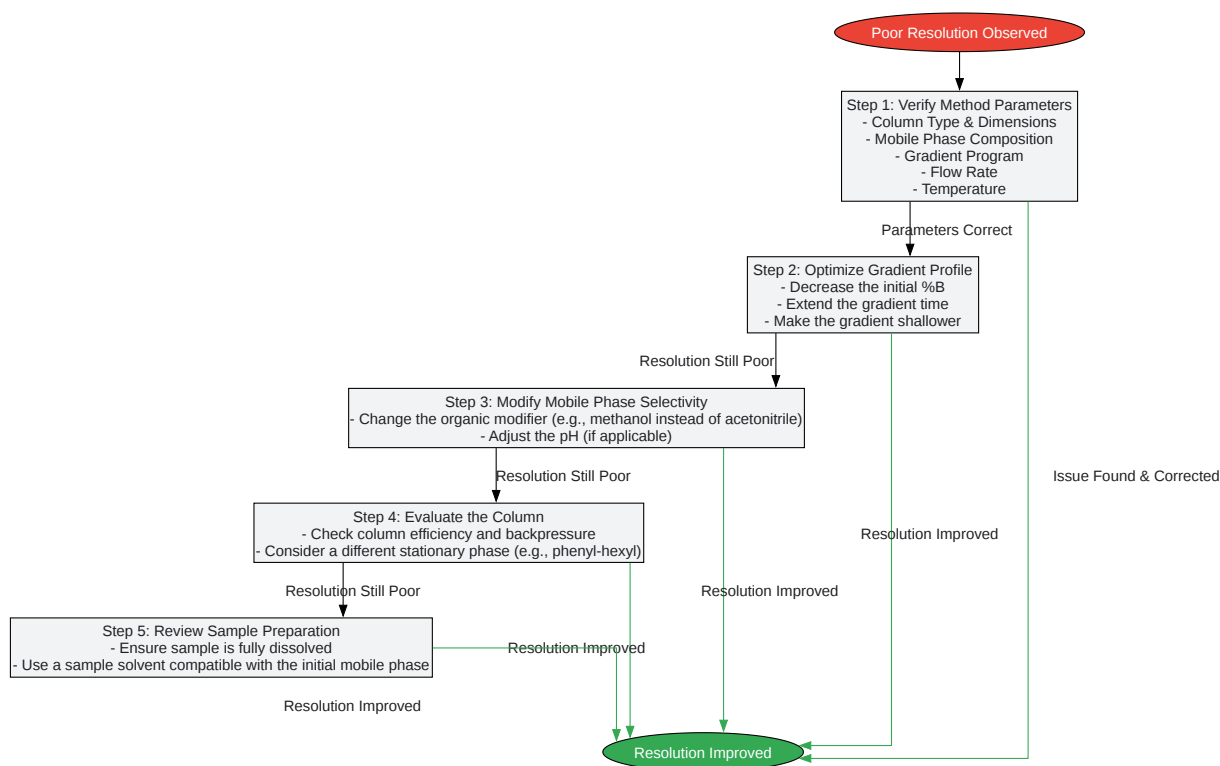 Poor Resolution Observed
Step 1: Verify Method Parameters
- Column Type & Dimensions
- Mobile Phase Composition
- Gradient Program
- Flow Rate
- Temperature
Parameters Correct
Step 2: Optimize Gradient Profile
- Decrease the initial %B
- Extend the gradient time
- Make the gradient shallower
Resolution Still Poor
Step 3: Modify Mobile Phase Selectivity
- Change the organic modifier (e.g., methanol instead of acetonitrile)
- Adjust the pH (if applicable)
Resolution Still Poor
Issue Found & Corrected
Step 4: Evaluate the Column
- Check column efficiency and backpressure
- Consider a different stationary phase (e.g., phenyl-hexyl)
Resolution Improved
Resolution Still Poor
Resolution Improved
Step 5: Review Sample Preparation
- Ensure sample is fully dissolved
- Use a sample solvent compatible with the initial mobile phase
Resolution Improved
Resolution Improved
Resolution Improved